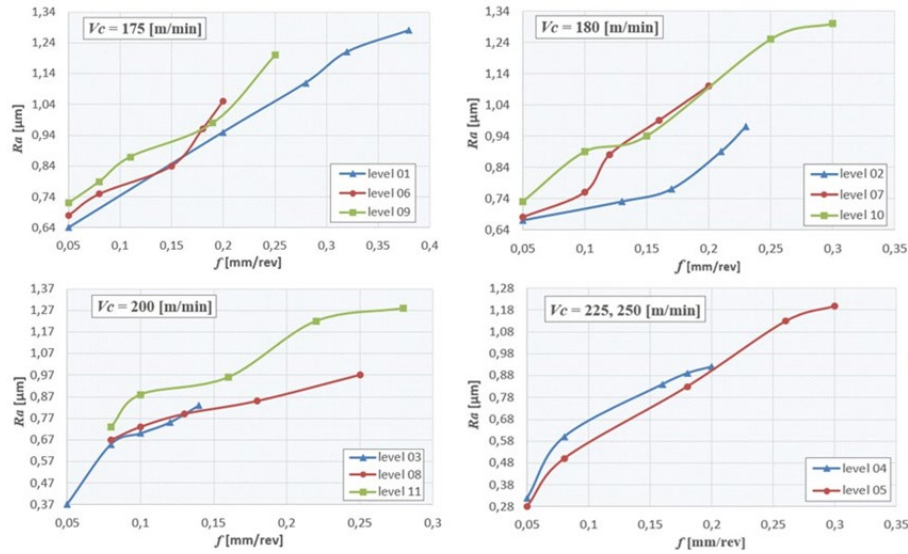 Vc = 175 [m/min]
Ra [µm]
1,34
1,24
1,14
1,04
0,94
0,84
0,74
0,64
level 01
level 06
level 09
0,05 0,1 0,15 0,2 0,25 0,3 0,35 0,4
f [mm/rev]
Vc = 180 [m/min]
Ra [µm]
1,34
1,24
1,14
1,04
0,94
0,84
0,74
0,64
level 02
level 07
level 10
0,05 0,1 0,15 0,2 0,25 0,3 0,35
f [mm/rev]
Vc = 200 [m/min]
Ra [µm]
1,37
1,27
1,17
1,07
0,97
0,87
0,77
0,67
0,57
0,47
0,37
level 03
level 08
level 11
0,05 0,1 0,15 0,2 0,25 0,3
f [mm/rev]
Vc = 225, 250 [m/min]
Ra [µm]
1,28
1,18
1,08
0,98
0,88
0,78
0,68
0,58
0,48
0,38
0,28
level 04
level 05
0,05 0,1 0,15 0,2 0,25 0,3 0,35
f [mm/rev]